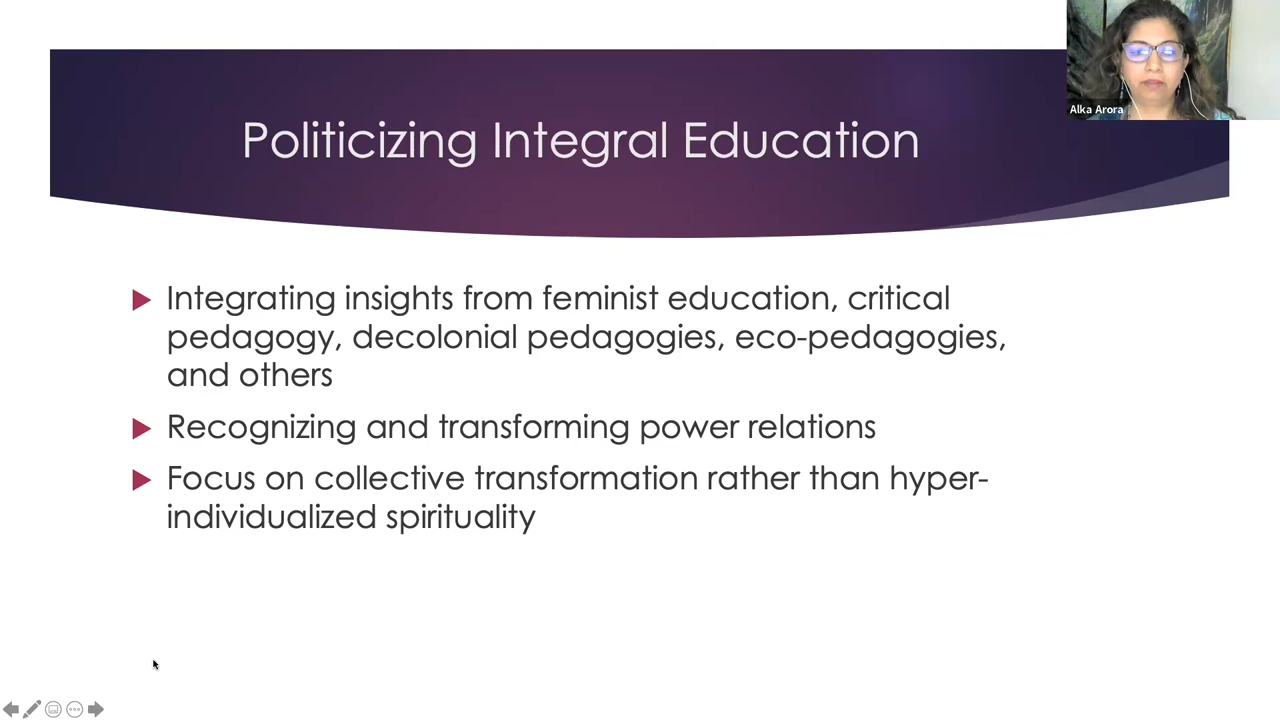 Alka Arora
Politicizing Integral Education
Integrating insights from feminist education, critical
pedagogy, decolonial pedagogies, eco-pedagogies,
and others
Recognizing and transforming power relations
Focus on collective transformation rather than hyper-
individualized spirituality